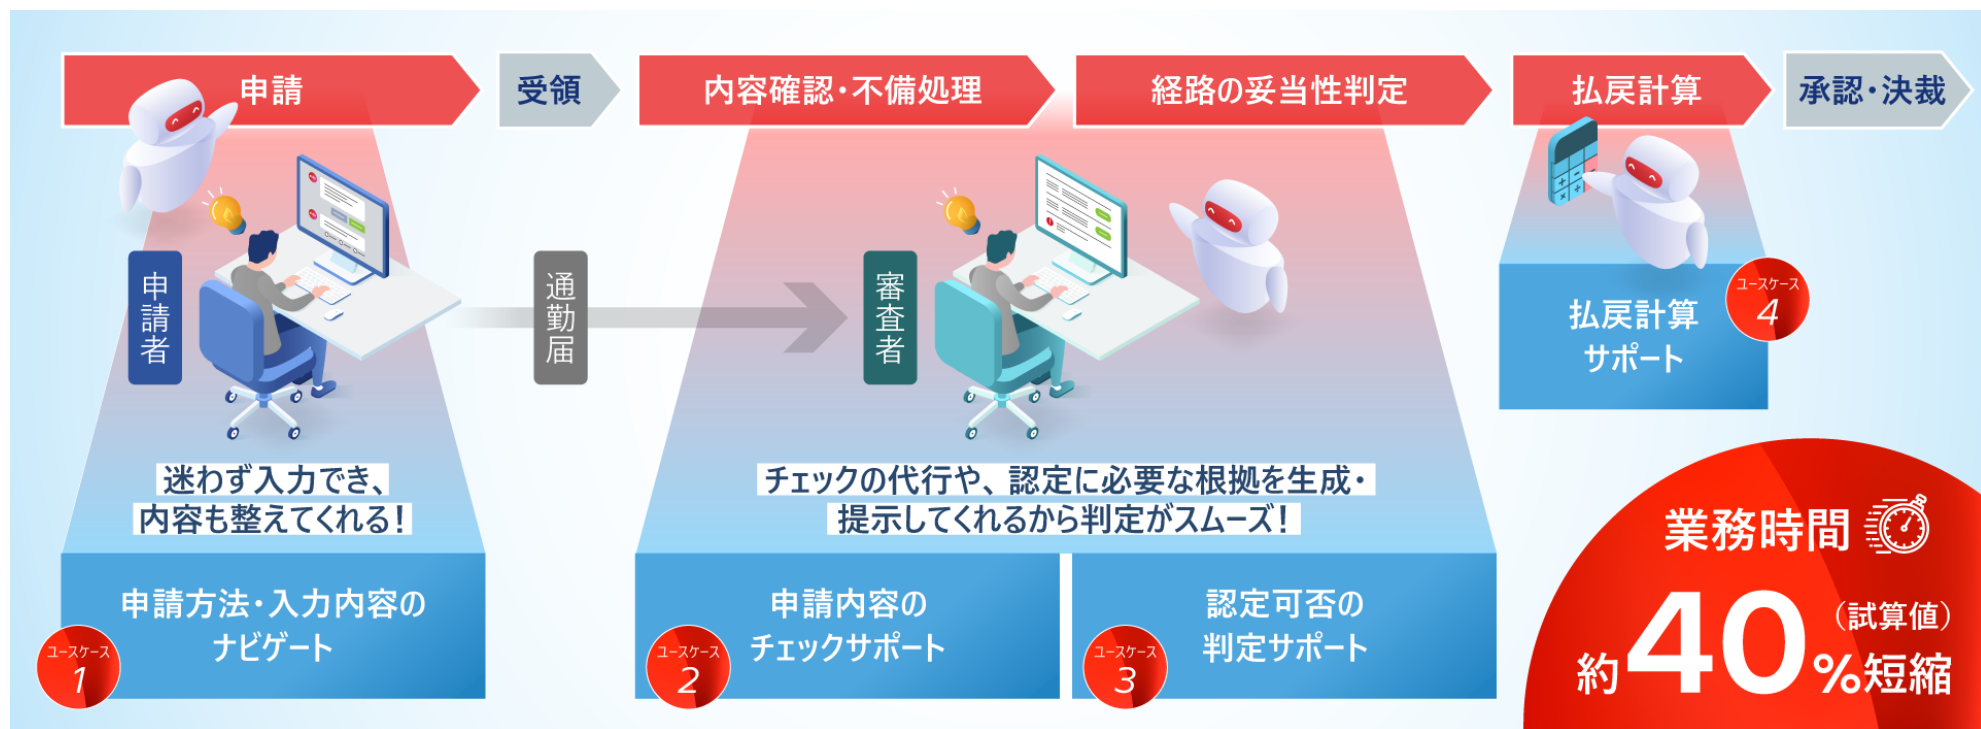 申請
受領
内容確認・不備処理
経路の妥当性判定
払戻計算
承認・決裁
申請者
通勤届
審査者
迷わず入力でき、
内容も整えてくれる！
チェックの代行や、認定に必要な根拠を生成・
提示してくれるから判定がスムーズ！
申請方法・入力内容の
ナビゲート
ユースケース
1
申請内容の
チェックサポート
ユースケース
2
認定可否の
判定サポート
ユースケース
3
払戻計算
サポート
ユースケース
4
業務時間
（試算値）
約40%短縮